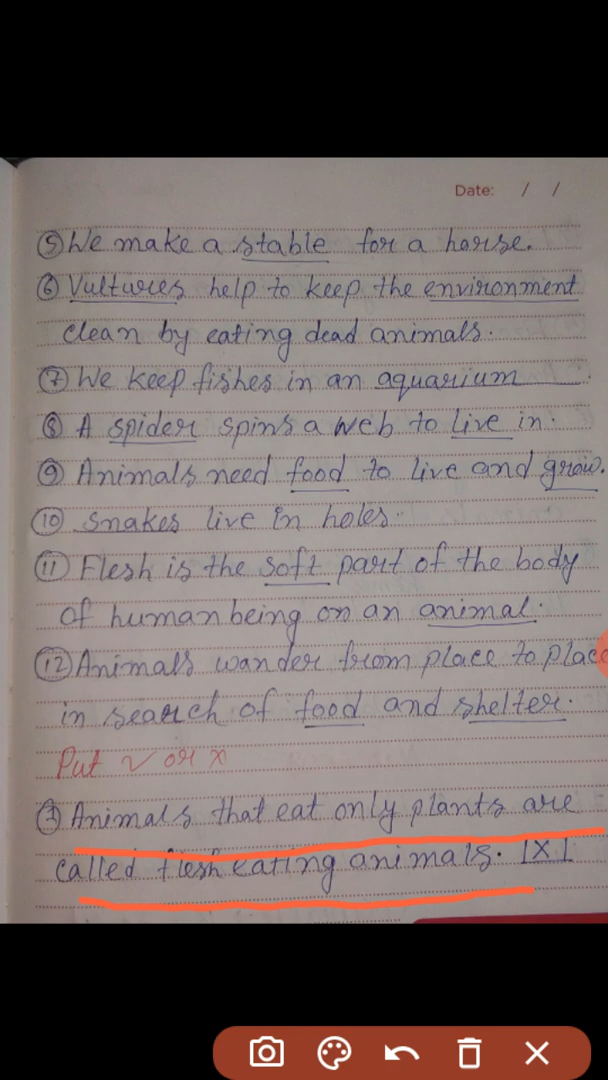 Date: / /
⑤ We make a stable for a horse.
⑥ Vultures help to keep the environment
clean by eating dead animals.
⑦ We keep fishes in an aquarium.
⑧ A spider spins a web to live in.
⑨ Animals need food to live and grow.
⑩ Snakes live in holes.
⑪ Flesh is the soft part of the body
of human being or an animal.
⑫ Animals wander from place to place
in search of food and shelter.
Put ✓ or x
① Animals that eat only plants are
called flesh eating animals. [X]